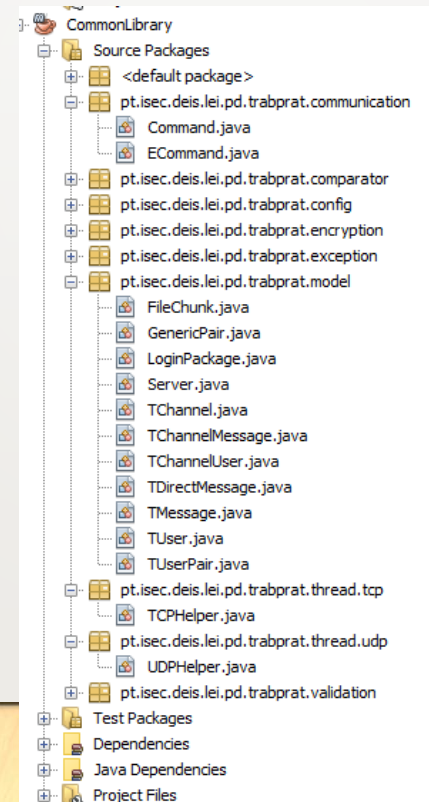 CommonLibrary
Source Packages
<default package>
pt.isec.deis.lei.pd.trabprat.communication
Command.java
ECommand.java
pt.isec.deis.lei.pd.trabprat.comparator
pt.isec.deis.lei.pd.trabprat.config
pt.isec.deis.lei.pd.trabprat.encryption
pt.isec.deis.lei.pd.trabprat.exception
pt.isec.deis.lei.pd.trabprat.model
FileChunk.java
GenericPair.java
LoginPackage.java
Server.java
TChannel.java
TChannelMessage.java
TChannelUser.java
TDirectMessage.java
TMessage.java
TUser.java
TUserPair.java
pt.isec.deis.lei.pd.trabprat.thread.tcp
TCPHelper.java
pt.isec.deis.lei.pd.trabprat.thread.udp
UDPHelper.java
pt.isec.deis.lei.pd.trabprat.validation
Test Packages
Dependencies
Java Dependencies
Project Files